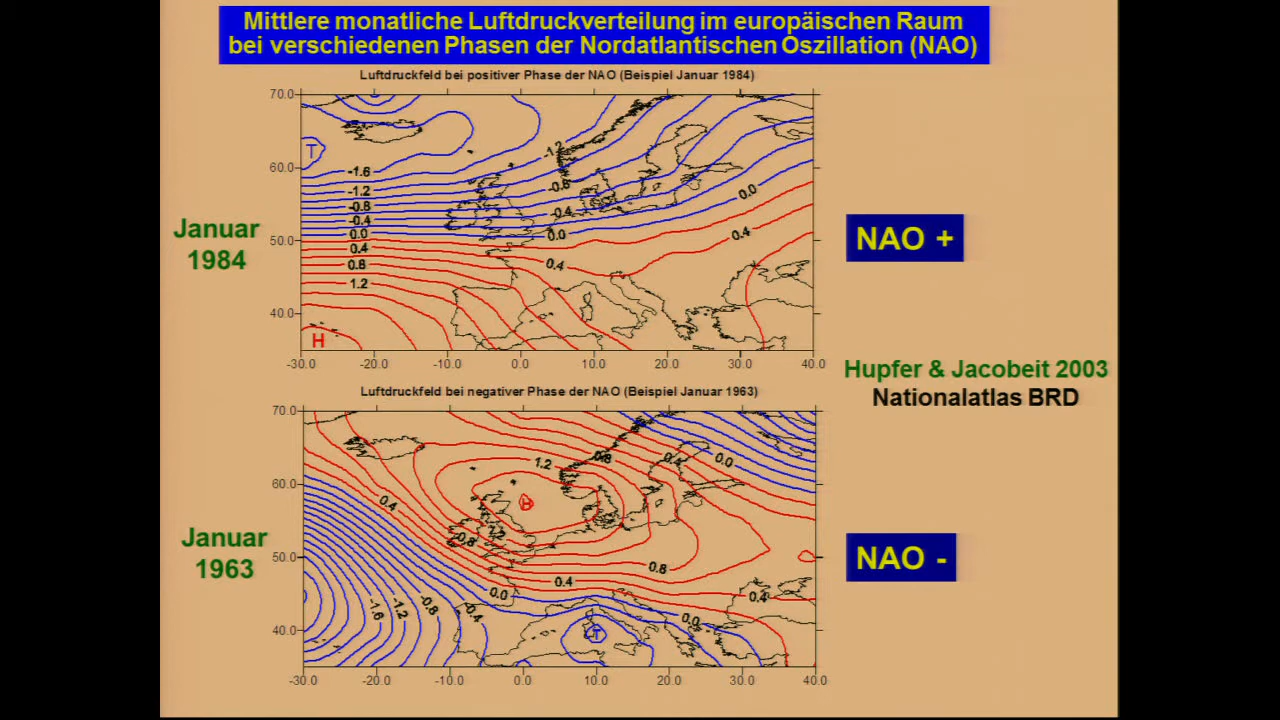 Mittlere monatliche Luftdruckverteilung im europäischen Raum
bei verschiedenen Phasen der Nordatlantischen Oszillation (NAO)
Luftdruckfeld bei positiver Phase der NAO (Beispiel Januar 1984)
70.0
60.0
50.0
40.0
T
-1.6
-1.2
-0.8
-0.4
0.0
0.4
0.8
1.2
H
-1.2
-0.8
-0.4
0.0
0.4
0.0
0.4
-30.0 -20.0 -10.0 0.0 10.0 20.0 30.0 40.0
Januar
1984
NAO +
Hupfer & Jacobeit 2003
Nationalatlas BRD
Luftdruckfeld bei negativer Phase der NAO (Beispiel Januar 1963)
70.0
60.0
50.0
40.0
1.2
0.8
0.4
0.0
0.4
H
1.2
0.8
0.8
0.4
0.0
0.4
-1.6
-1.2
-0.8
-0.4
T
0.0
-30.0 -20.0 -10.0 0.0 10.0 20.0 30.0 40.0
Januar
1963
NAO -